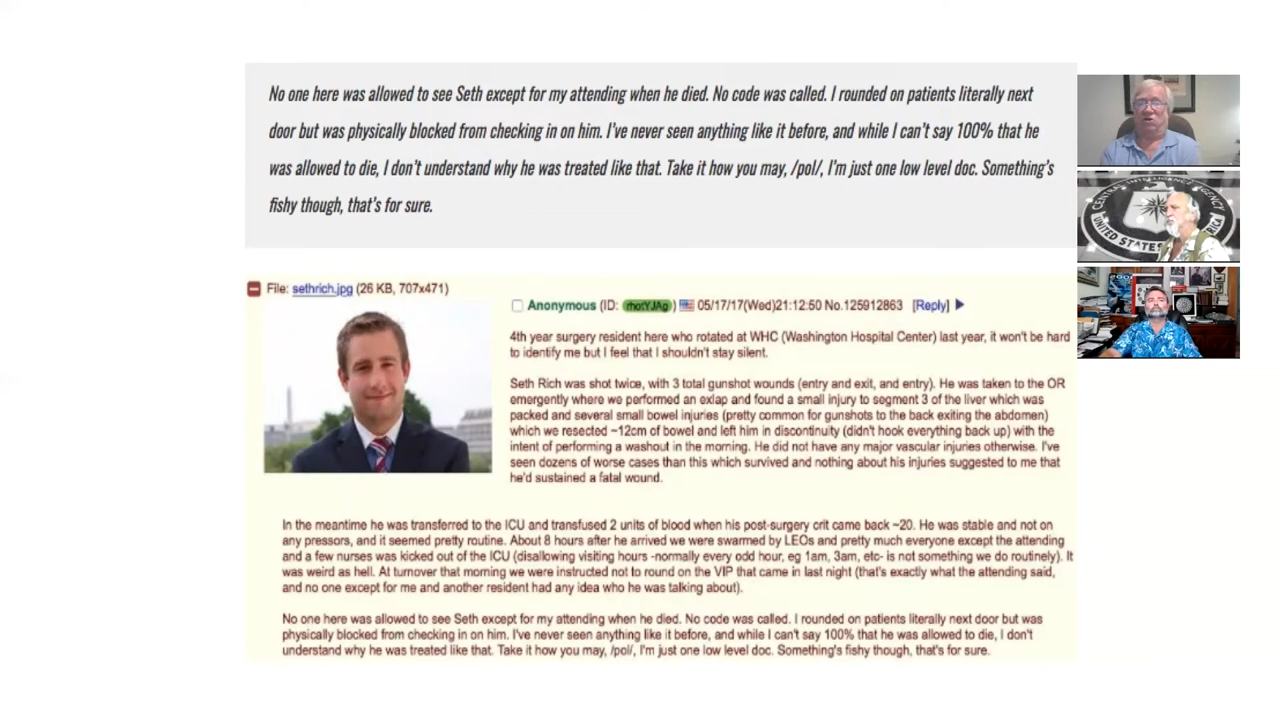 No one here was allowed to see Seth except for my attending when he died. No code was called. I rounded on patients literally next
door but was physically blocked from checking in on him. I've never seen anything like it before, and while I can't say 100% that he
was allowed to die, I don't understand why he was treated like that. Take it how you may, /pol/, I'm just one low level doc. Something's
fishy though, that's for sure.
File: sethrich.jpg (26 KB, 707x471)
Anonymous (ID: rhotYJAg) 05/17/17(Wed)21:12:50 No.125912863 [Reply]
4th year surgery resident here who rotated at WHC (Washington Hospital Center) last year, it won't be hard
to identify me but I feel that I shouldn't stay silent.
Seth Rich was shot twice, with 3 total gunshot wounds (entry and exit, and entry). He was taken to the OR
emergently where we performed an exlap and found a small injury to segment 3 of the liver which was
packed and several small bowel injuries (pretty common for gunshots to the back exiting the abdomen)
which we resected ~12cm of bowel and left him in discontinuity (didn't hook everything back up) with the
intent of performing a washout in the morning. He did not have any major vascular injuries otherwise. I've
seen dozens of worse cases than this which survived and nothing about his injuries suggested to me that
he'd sustained a fatal wound.
In the meantime he was transferred to the ICU and transfused 2 units of blood when his post-surgery crit came back ~20. He was stable and not on
any pressors, and it seemed pretty routine. About 8 hours after he arrived we were swarmed by LEOs and pretty much everyone except the attending
and a few nurses was kicked out of the ICU (disallowing visiting hours -normally every odd hour, eg 1am, 3am, etc- is not something we do routinely). It
was weird as hell. At turnover that morning we were instructed not to round on the VIP that came in last night (that's exactly what the attending said,
and no one except for me and another resident had any idea who he was talking about).
No one here was allowed to see Seth except for my attending when he died. No code was called. I rounded on patients literally next door but was
physically blocked from checking in on him. I've never seen anything like it before, and while I can't say 100% that he was allowed to die, I don't
understand why he was treated like that. Take it how you may, /pol/, I'm just one low level doc. Something's fishy though, that's for sure.
CENTRAL INTELLIGENCE AGENCY
UNITED STATES